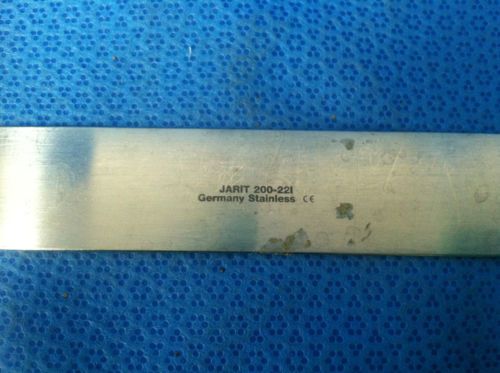 JARIT 200-221
Germany Stainless CE